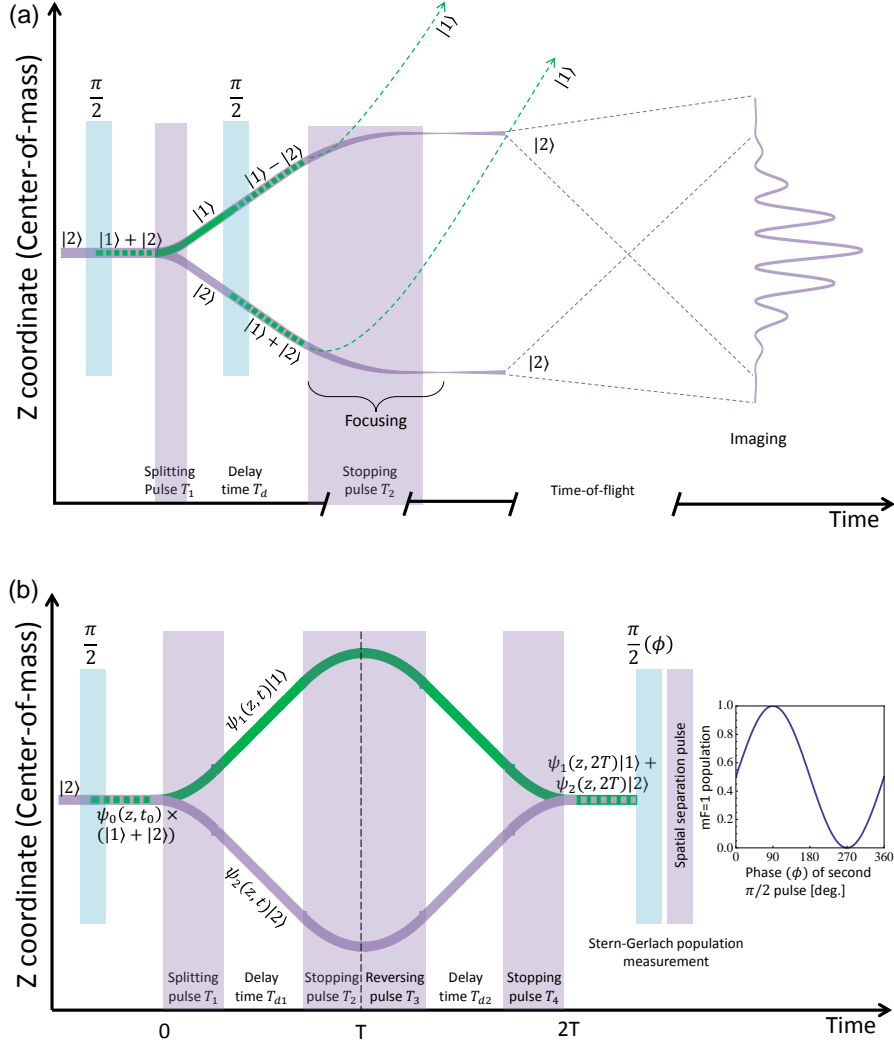 (a)
Z coordinate (Center-of-mass)
π/2
π/2
|1⟩
|1⟩
|2⟩
|1⟩ + |2⟩
|1⟩
|1⟩ − |2⟩
|2⟩
|1⟩ + |2⟩
|2⟩
|2⟩
Focusing
Imaging
Splitting
Pulse T₁
Delay
time T_d
Stopping
pulse T₂
Time-of-flight
Time
(b)
Z coordinate (Center-of-mass)
π/2
π/2 (ϕ)
|2⟩
ψ₀(z, t₀) ×
(|1⟩ + |2⟩)
ψ₁(z, t)|1⟩
ψ₂(z, t)|2⟩
ψ₁(z, 2T)|1⟩ +
ψ₂(z, 2T)|2⟩
Spatial separation pulse
mF=1 population
1.0
0.8
0.6
0.4
0.2
0.0
0 90 180 270 360
Phase (ϕ) of second
π/2 pulse [deg.]
Stern-Gerlach population
measurement
Splitting
pulse T₁
Delay
time T_d1
Stopping
pulse T₂
Reversing
pulse T₃
Delay
time T_d2
Stopping
pulse T₄
0
T
2T
Time